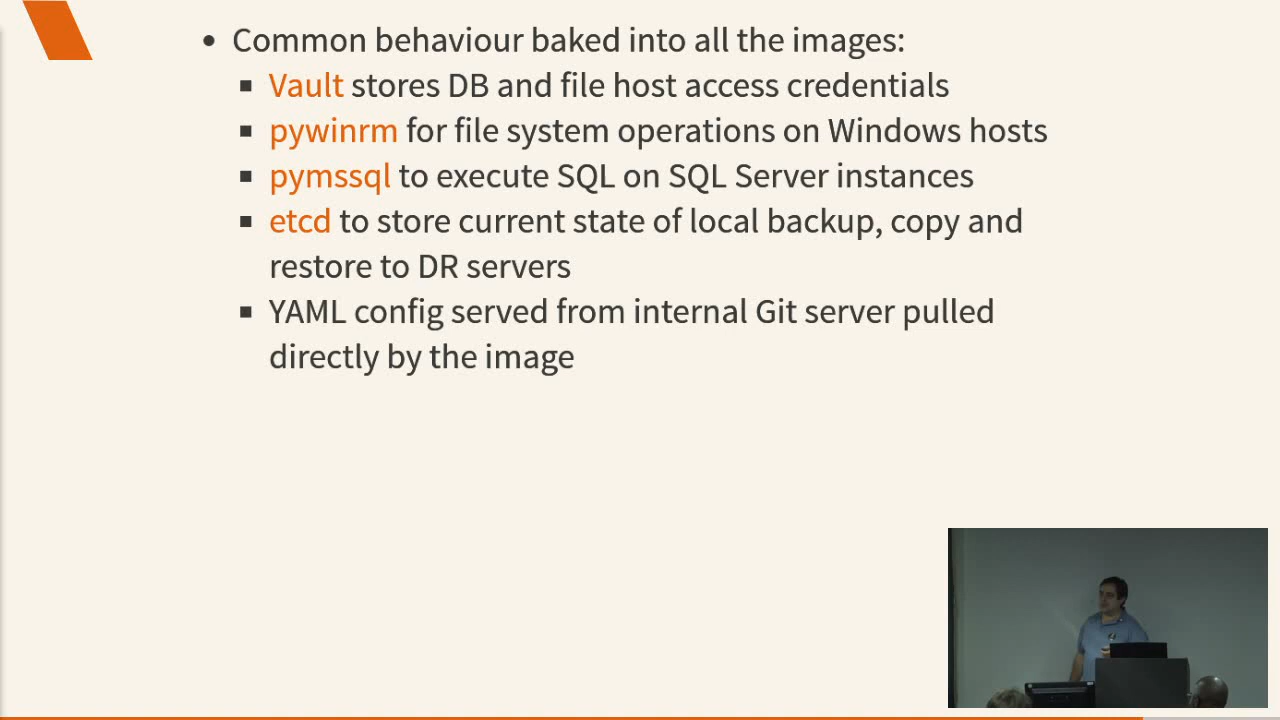 • Common behaviour baked into all the images:
▪ Vault stores DB and file host access credentials
▪ pywinrm for file system operations on Windows hosts
▪ pymssql to execute SQL on SQL Server instances
▪ etcd to store current state of local backup, copy and
restore to DR servers
▪ YAML config served from internal Git server pulled
directly by the image